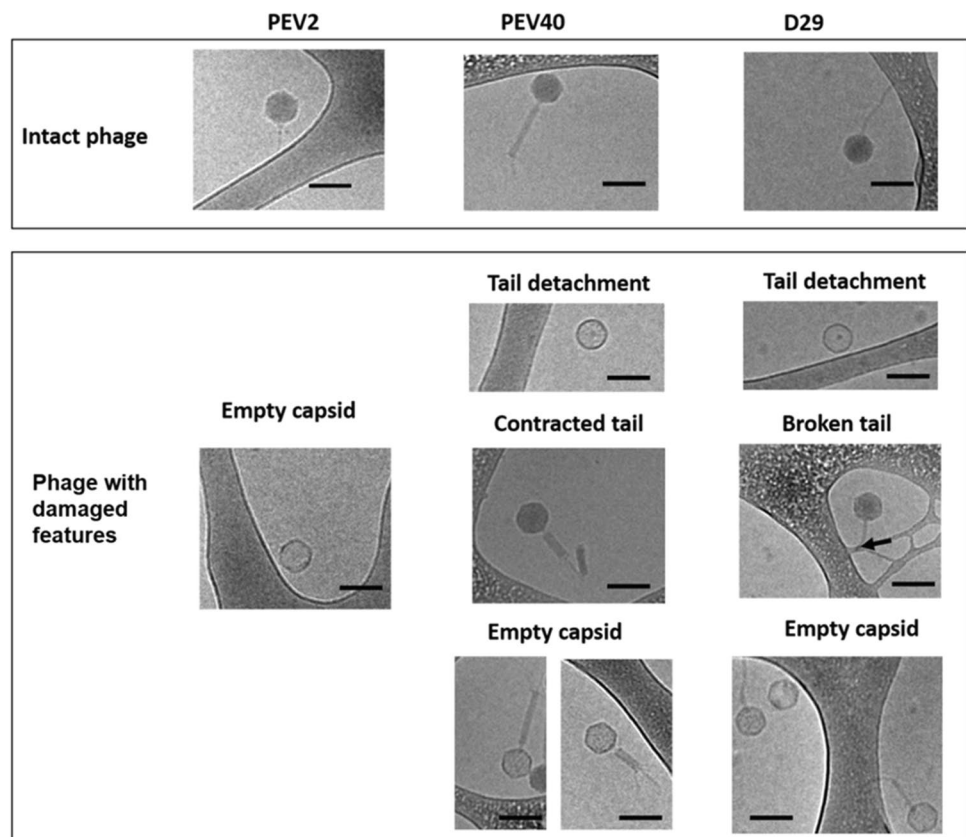 PEV2
PEV40
D29
Intact phage
Tail detachment
Tail detachment
Empty capsid
Contracted tail
Broken tail
Phage with
damaged
features
Empty capsid
Empty capsid